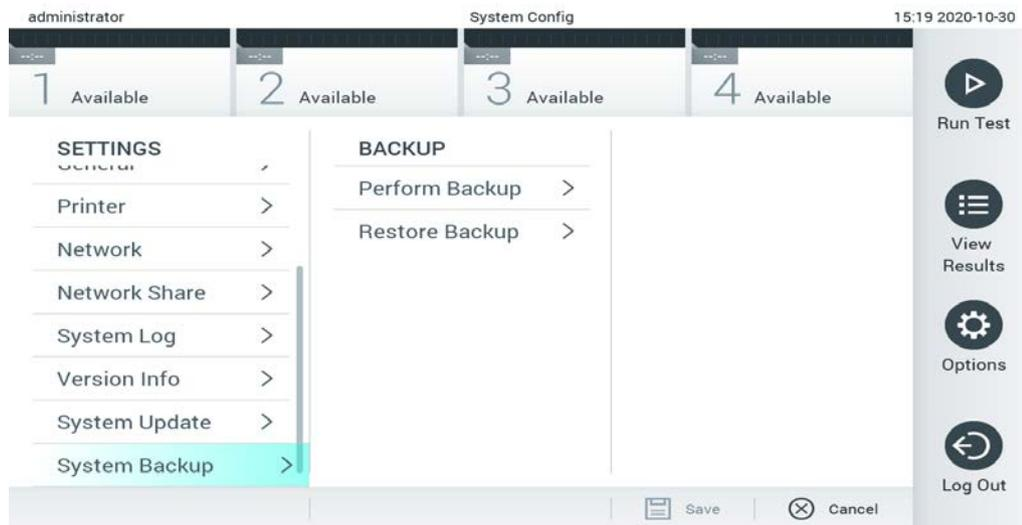 administrator
System Config
15:19 2020-10-30
--:--
1 Available
--:--
2 Available
--:--
3 Available
--:--
4 Available
SETTINGS
General >
Printer >
Network >
Network Share >
System Log >
Version Info >
System Update >
System Backup >
BACKUP
Perform Backup >
Restore Backup >
Save
Cancel
Run Test
View
Results
Options
Log Out